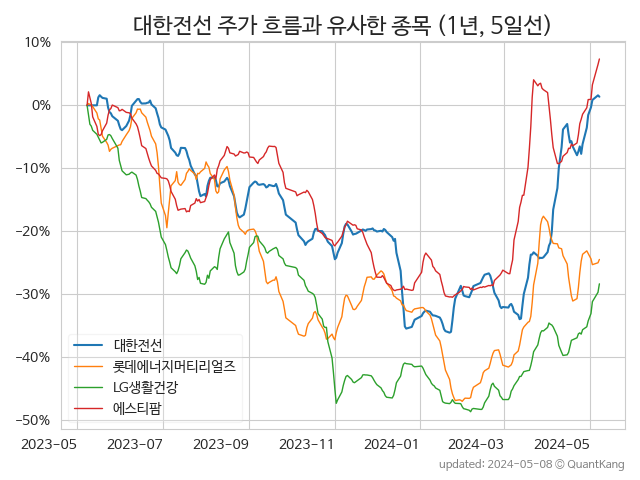 대한전선 주가 흐름과 유사한 종목 (1년, 5일선)
10%
0%
−10%
−20%
−30%
−40%
−50%
대한전선
롯데에너지머티리얼즈
LG생활건강
에스티팜
2023-05 2023-07 2023-09 2023-11 2024-01 2024-03 2024-05
updated: 2024-05-08 © QuantKang